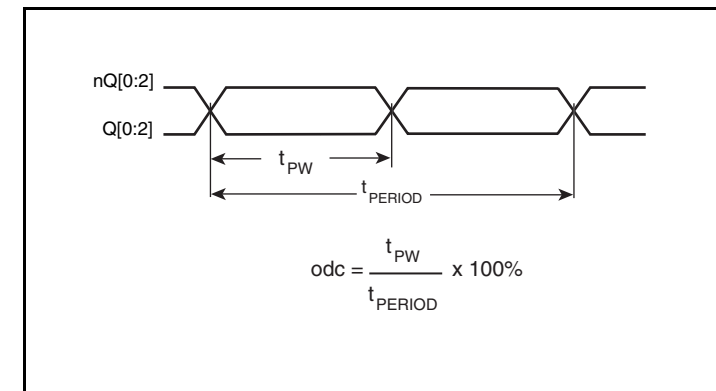 nQ[0:2]
Q[0:2]
tPW
tPERIOD
odc = tPW / tPERIOD x 100%